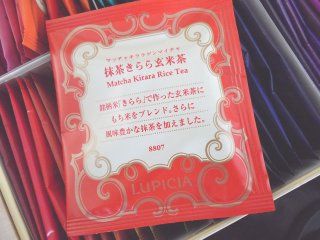 マッチャキララゲンマイチャ
抹茶きらら玄米茶
Matcha Kirara Rice Tea
銘柄米「きらら」で作った玄米茶に
もち米をブレンド。さらに
風味豊かな抹茶を加えました。
8807
LUPICIA